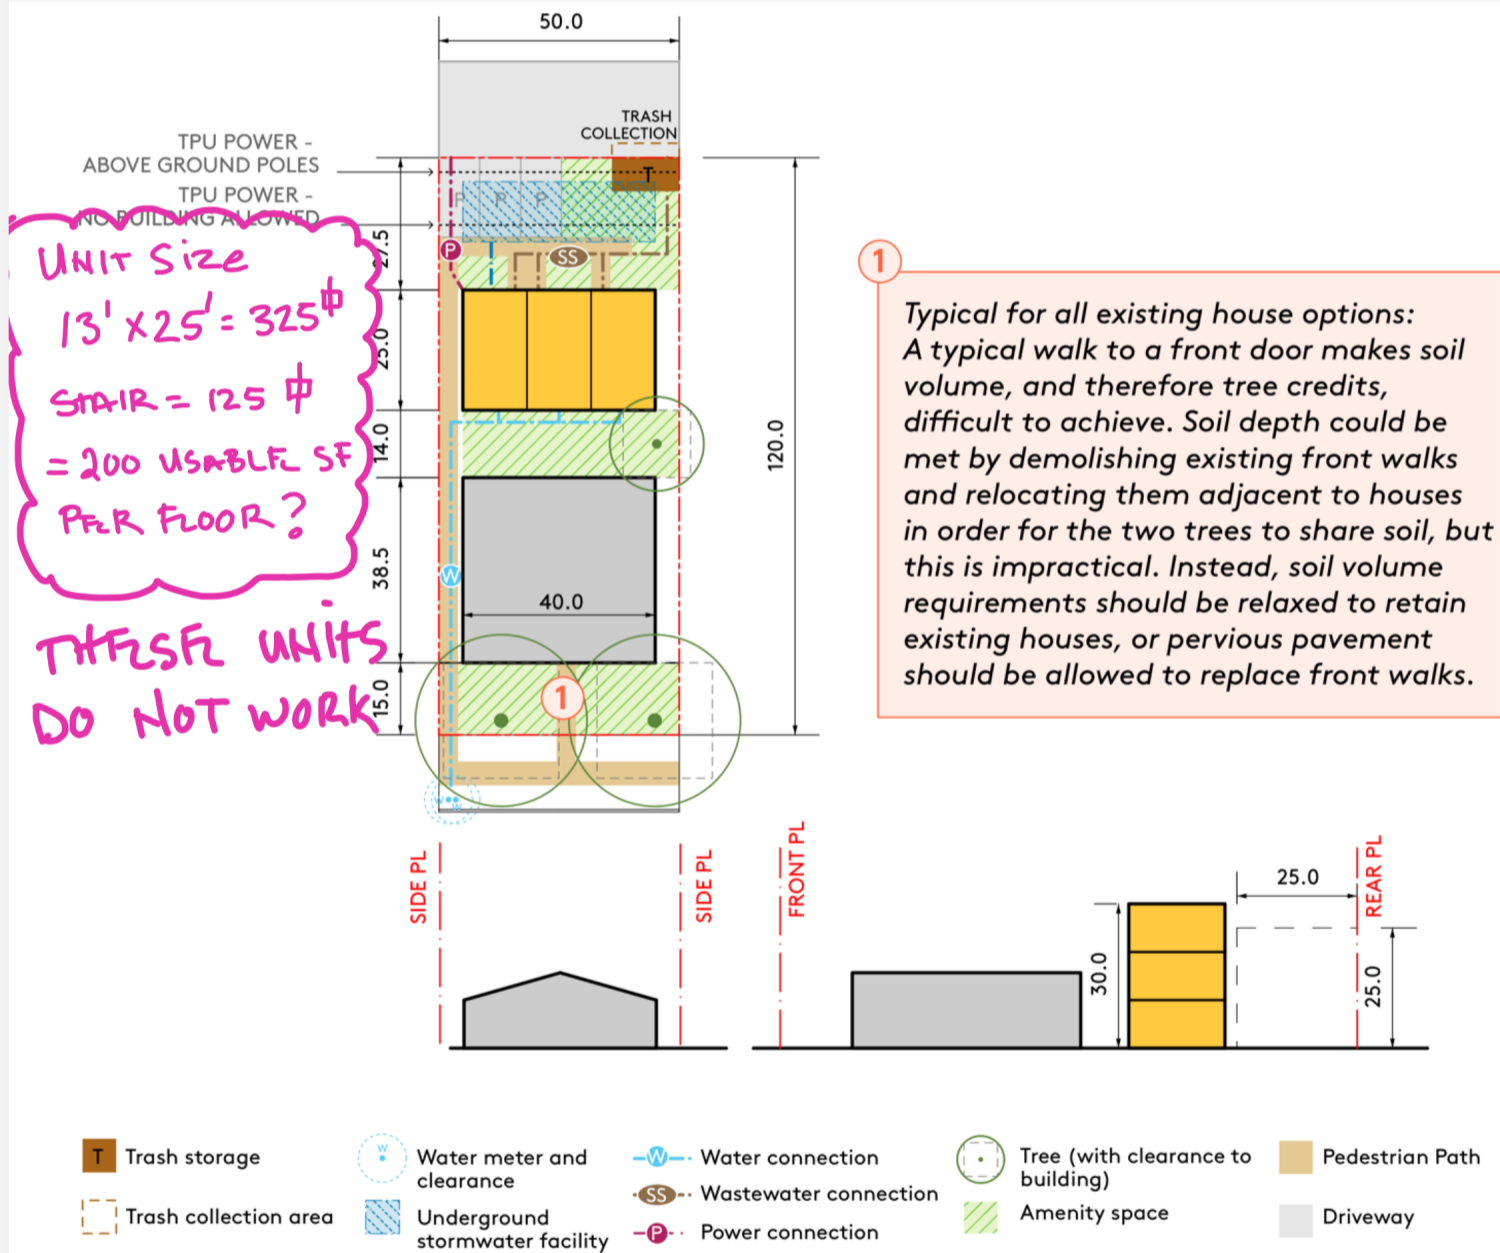 50.0
TRASH
COLLECTION
TPU POWER -
ABOVE GROUND POLES
TPU POWER -
NO BUILDING ALLOWED
T
P P P
P
SS
27.5
25.0
14.0
38.5
15.0
120.0
W
40.0
1
W
W
UNIT SIZE
13' X 25' = 325
STAIR = 125
= 200 USABLE SF
PER FLOOR?
THESE UNITS
DO NOT WORK
1
Typical for all existing house options:
A typical walk to a front door makes soil
volume, and therefore tree credits,
difficult to achieve. Soil depth could be
met by demolishing existing front walks
and relocating them adjacent to houses
in order for the two trees to share soil, but
this is impractical. Instead, soil volume
requirements should be relaxed to retain
existing houses, or pervious pavement
should be allowed to replace front walks.
SIDE PL
SIDE PL
FRONT PL
REAR PL
25.0
30.0
25.0
T Trash storage
Trash collection area
W
Water meter and
clearance
Underground
stormwater facility
W Water connection
SS Wastewater connection
P Power connection
Tree (with clearance to
building)
Amenity space
Pedestrian Path
Driveway